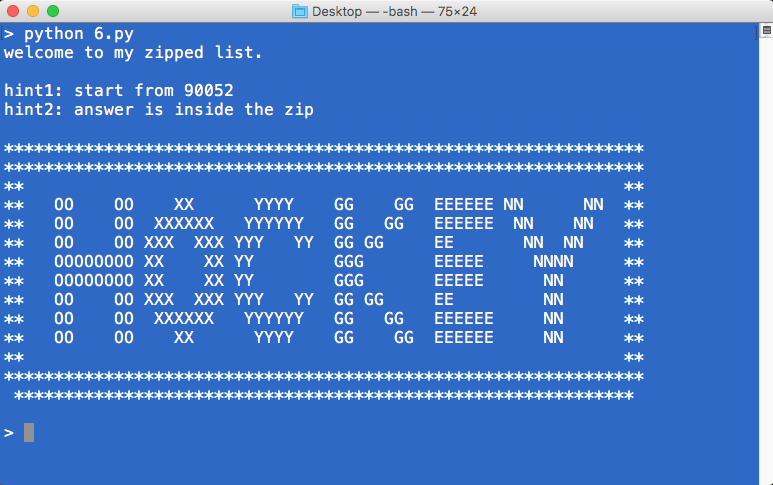 Desktop — -bash — 75×24
> python 6.py
welcome to my zipped list.
hint1: start from 90052
hint2: answer is inside the zip
****************************************************************
****************************************************************
**                                                            **
**   OO    OO    XX      YYYY    GG    GG  EEEEEE NN      NN  **
**   OO    OO  XXXXXX   YYYYYY   GG   GG   EEEEEE  NN    NN   **
**   OO    OO XXX  XXX YYY   YY  GG GG     EE       NN  NN    **
**   OOOOOOOO XX    XX YY        GGG       EEEEE     NNNN     **
**   OOOOOOOO XX    XX YY        GGG       EEEEE      NN      **
**   OO    OO XXX  XXX YYY   YY  GG GG     EE         NN      **
**   OO    OO  XXXXXX   YYYYYY   GG   GG   EEEEEE     NN      **
**   OO    OO    XX      YYYY    GG    GG  EEEEEE     NN      **
**                                                            **
****************************************************************
 **************************************************************
>